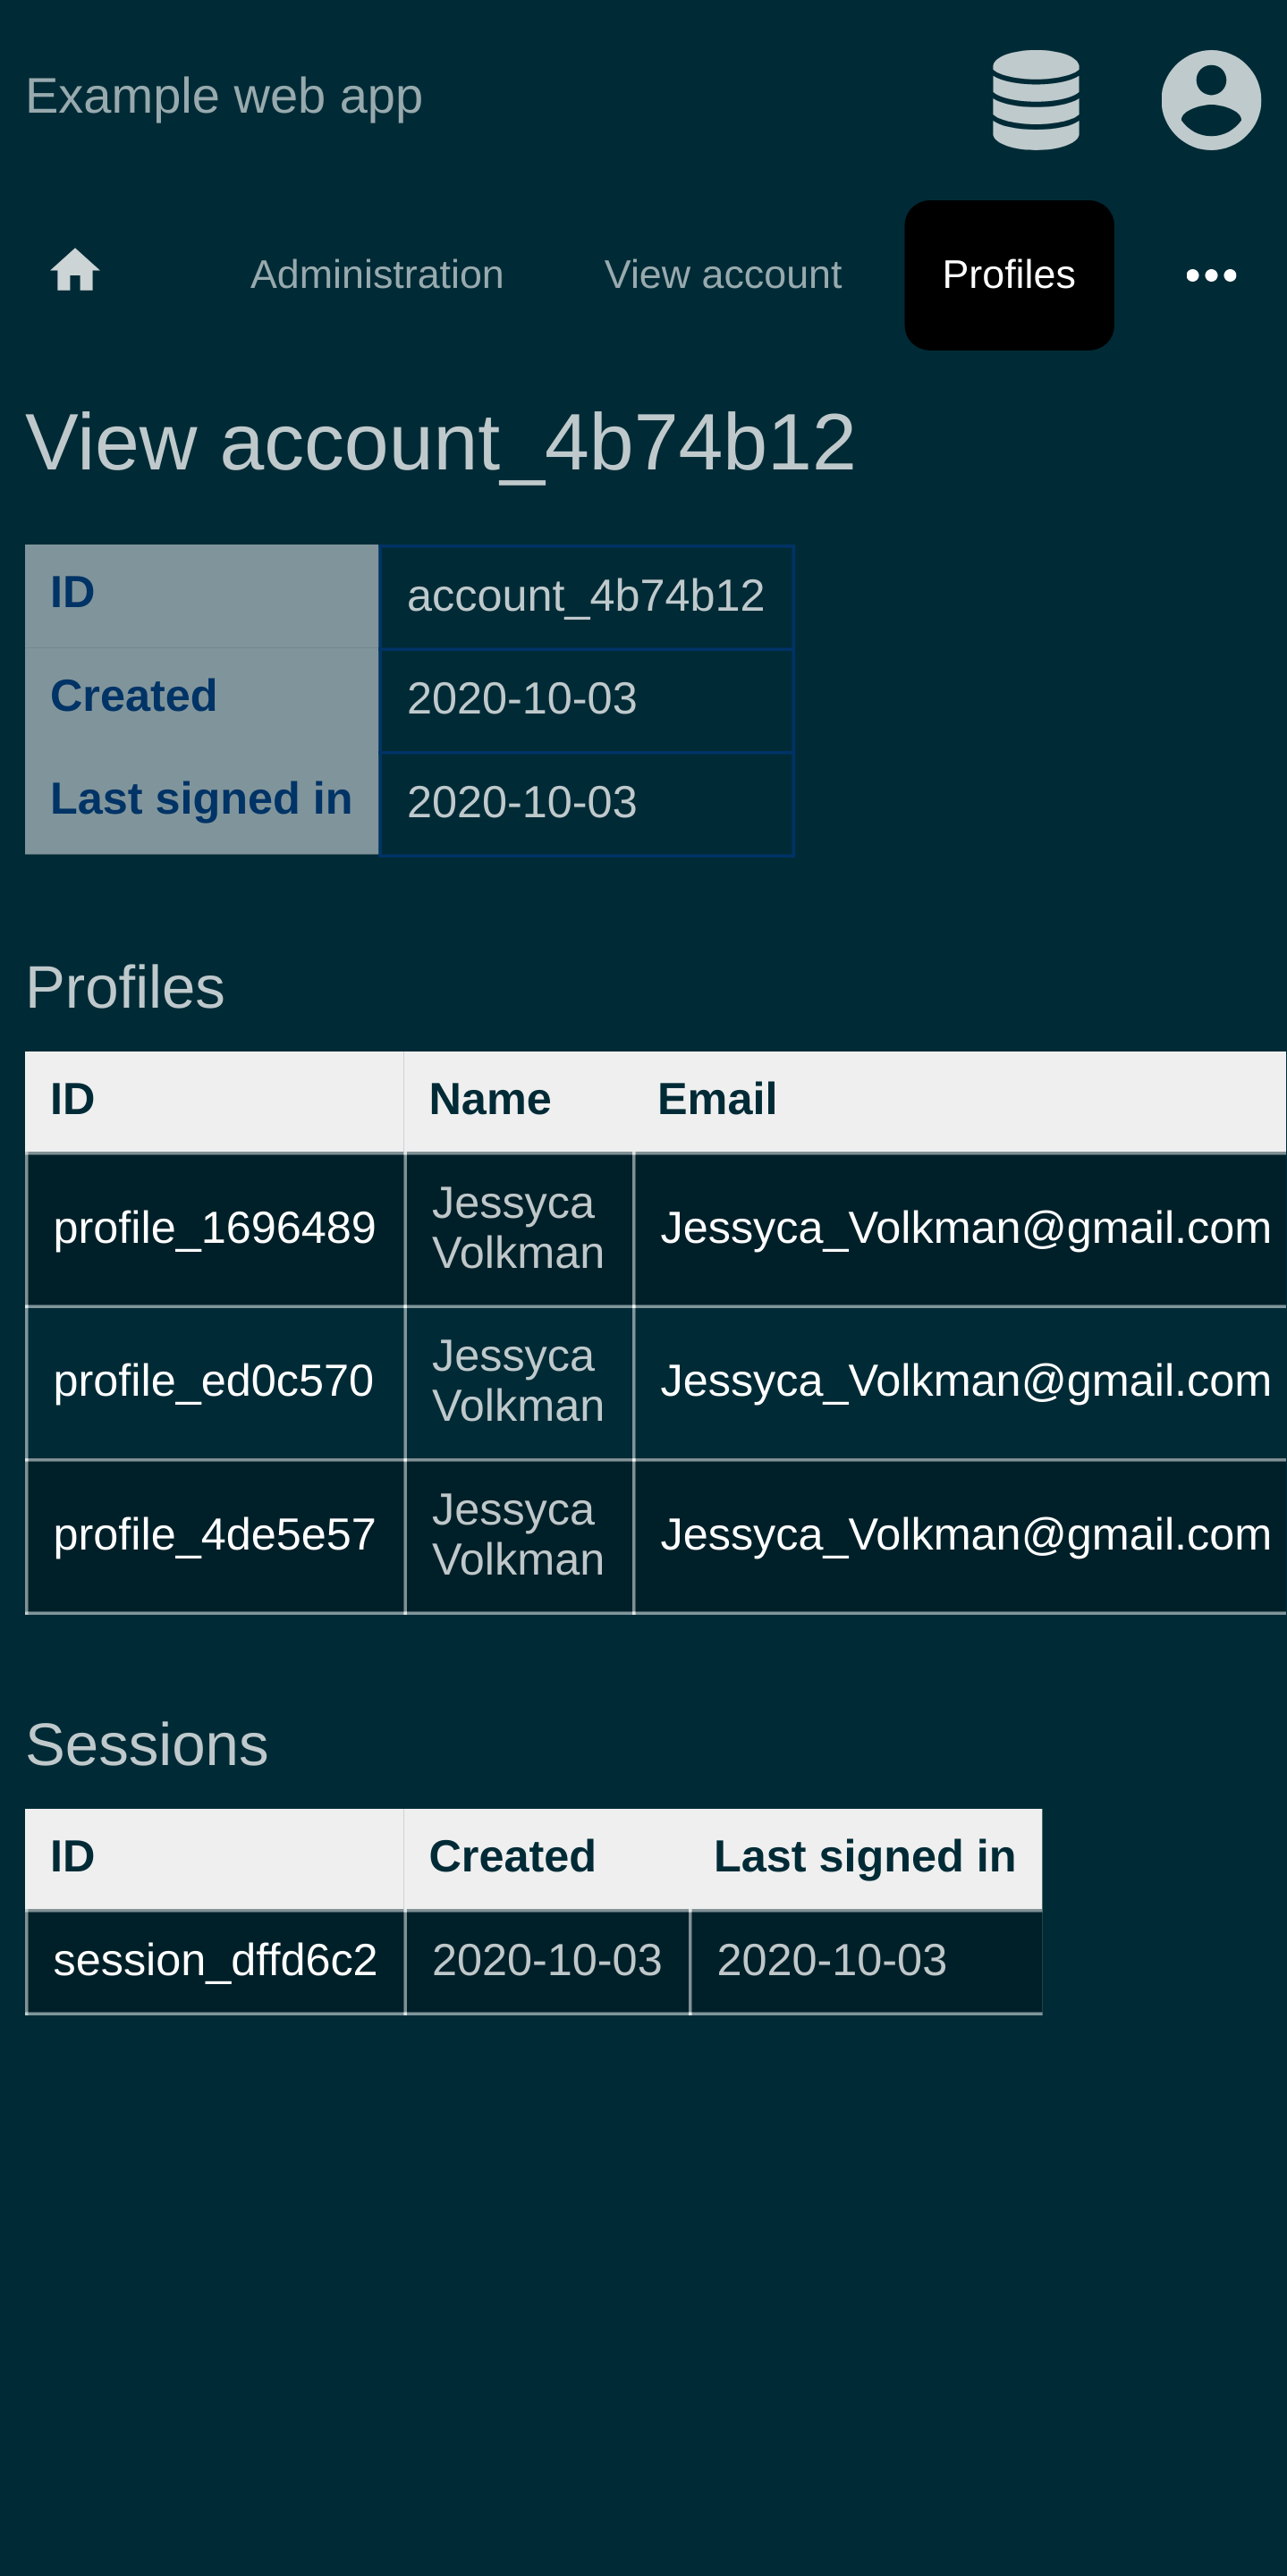 Example web app
Administration View account Profiles
View account_4b74b12
ID account_4b74b12
Created 2020-10-03
Last signed in 2020-10-03
Profiles
ID Name Email
profile_1696489 Jessyca Volkman Jessyca_Volkman@gmail.com
profile_ed0c570 Jessyca Volkman Jessyca_Volkman@gmail.com
profile_4de5e57 Jessyca Volkman Jessyca_Volkman@gmail.com
Sessions
ID Created Last signed in
session_dffd6c2 2020-10-03 2020-10-03